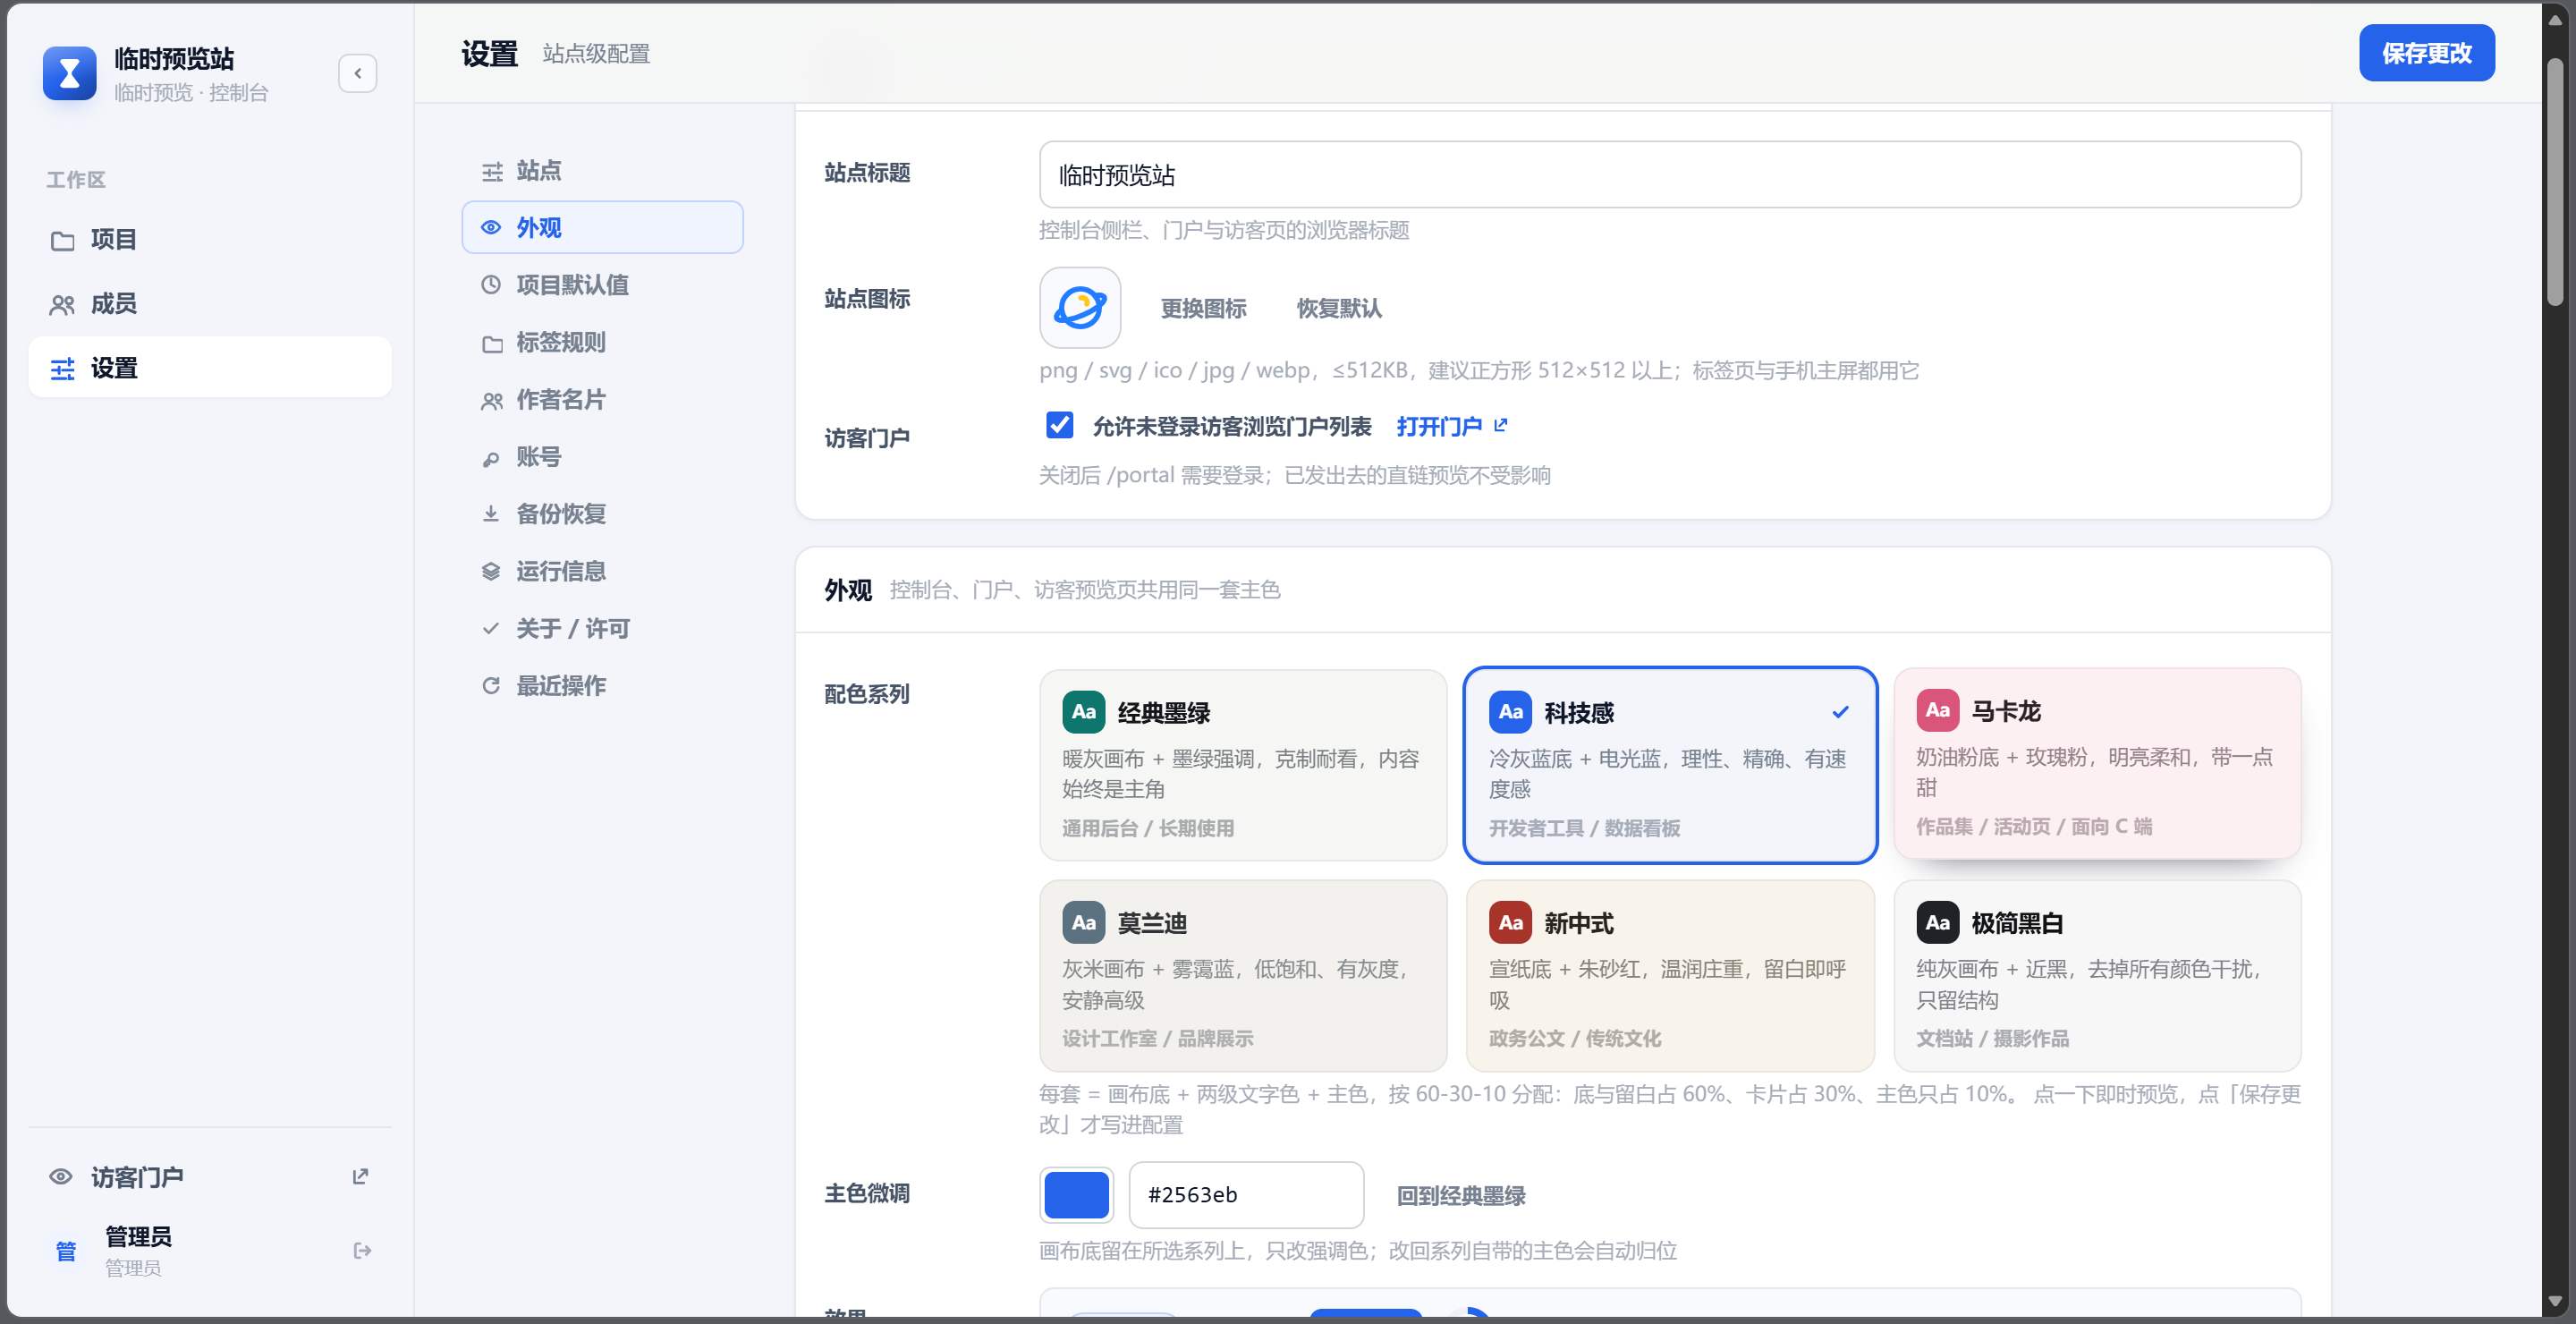 临时预览站
临时预览 · 控制台
工作区
项目
成员
设置
访客门户
管
管理员
管理员
设置
站点级配置
保存更改
站点
外观
项目默认值
标签规则
作者名片
账号
备份恢复
运行信息
关于 / 许可
最近操作
站点标题
临时预览站
控制台侧栏、门户与访客页的浏览器标题
站点图标
更换图标
恢复默认
png / svg / ico / jpg / webp，≤512KB，建议正方形 512×512 以上；标签页与手机主屏都用它
访客门户
允许未登录访客浏览门户列表
打开门户
关闭后 /portal 需要登录；已发出去的直链预览不受影响
外观
控制台、门户、访客预览页共用同一套主色
配色系列
Aa 经典墨绿
暖灰画布 + 墨绿强调，克制耐看，内容
始终是主角
通用后台 / 长期使用
Aa 科技感
冷灰蓝底 + 电光蓝，理性、精确、有速
度感
开发者工具 / 数据看板
Aa 马卡龙
奶油粉底 + 玫瑰粉，明亮柔和，带一点
甜
作品集 / 活动页 / 面向 C 端
Aa 莫兰迪
灰米画布 + 雾霭蓝，低饱和、有灰度，
安静高级
设计工作室 / 品牌展示
Aa 新中式
宣纸底 + 朱砂红，温润庄重，留白即呼
吸
政务公文 / 传统文化
Aa 极简黑白
纯灰画布 + 近黑，去掉所有颜色干扰，
只留结构
文档站 / 摄影作品
每套 = 画布底 + 两级文字色 + 主色，按 60-30-10 分配：底与留白占 60%、卡片占 30%、主色只占 10%。 点一下即时预览，点「保存更
改」才写进配置
主色微调
#2563eb
回到经典墨绿
画布底留在所选系列上，只改强调色；改回系列自带的主色会自动归位